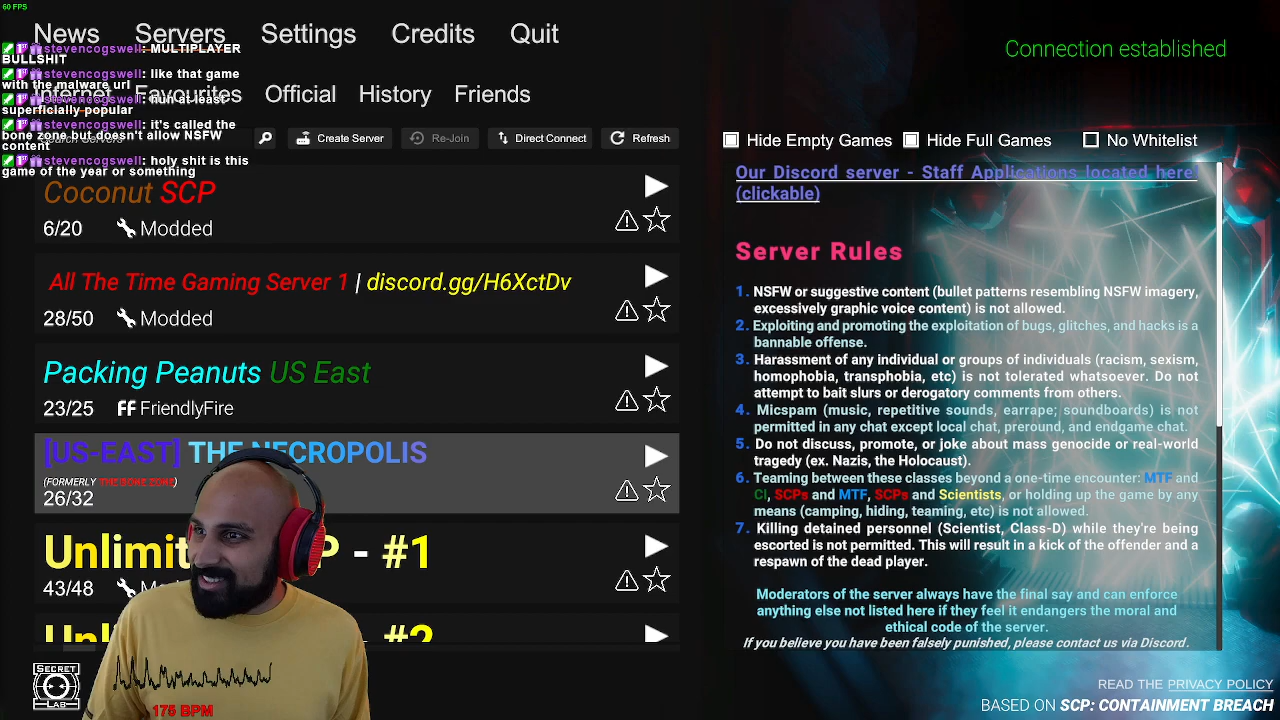 60 FPS
News Servers Settings Credits Quit
Connection established
stevencogswell: MULTIPLAYER
BULLSHIT
stevencogswell: like that game
with the malware url
Internet Favourites Official History Friends
stevencogswell: hun at least
superficially popular
stevencogswell: it's called the
bone zone but doesn't allow NSFW
content
stevencogswell: holy shit is this
game of the year or something
Search Servers Create Server Re-Join Direct Connect Refresh
Hide Empty Games Hide Full Games No Whitelist
Coconut SCP
6/20 Modded
All The Time Gaming Server 1 | discord.gg/H6XctDv
28/50 Modded
Packing Peanuts US East
23/25 FF FriendlyFire
[US-EAST] THE NECROPOLIS
(FORMERLY THE BONE ZONE)
26/32
Unlimit P - #1
43/48 Mo
Unl - #2
SECRET
LAB
175 BPM
Our Discord server - Staff Applications located here!
(clickable)
Server Rules
1. NSFW or suggestive content (bullet patterns resembling NSFW imagery,
excessively graphic voice content) is not allowed.
2. Exploiting and promoting the exploitation of bugs, glitches, and hacks is a
bannable offense.
3. Harassment of any individual or groups of individuals (racism, sexism,
homophobia, transphobia, etc) is not tolerated whatsoever. Do not
attempt to bait slurs or derogatory comments from others.
4. Micspam (music, repetitive sounds, earrape; soundboards) is not
permitted in any chat except local chat, preround, and endgame chat.
5. Do not discuss, promote, or joke about mass genocide or real-world
tragedy (ex. Nazis, the Holocaust).
6. Teaming between these classes beyond a one-time encounter: MTF and
CI, SCPs and MTF, SCPs and Scientists, or holding up the game by any
means (camping, hiding, teaming, etc) is not allowed.
7. Killing detained personnel (Scientist, Class-D) while they're being
escorted is not permitted. This will result in a kick of the offender and a
respawn of the dead player.
Moderators of the server always have the final say and can enforce
anything else not listed here if they feel it endangers the moral and
ethical code of the server.
If you believe you have been falsely punished, please contact us via Discord.
READ THE PRIVACY POLICY
BASED ON SCP: CONTAINMENT BREACH